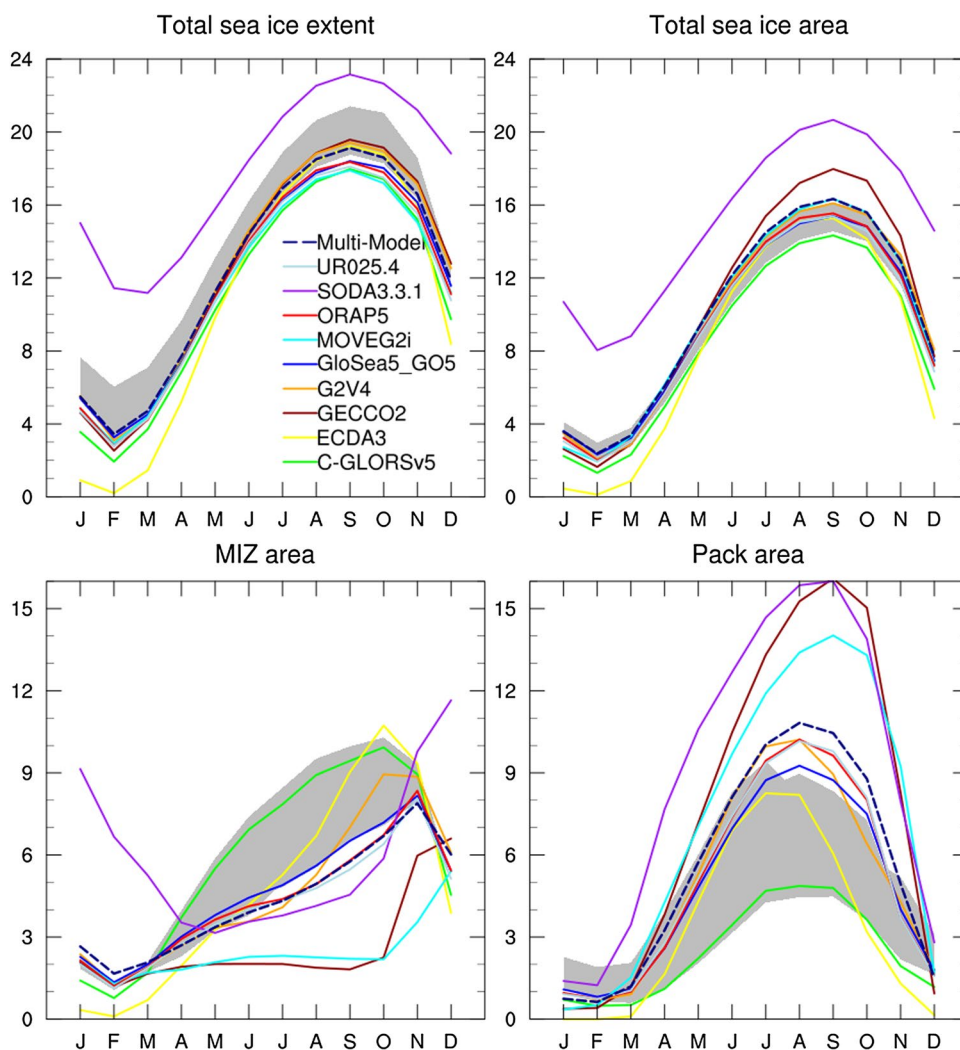 Total sea ice extent
24
20
16
12
8
4
0
Multi-Model
UR025.4
SODA3.3.1
ORAP5
MOVEG2i
GloSea5_GO5
G2V4
GECCO2
ECDA3
C-GLORSv5
J F M A M J J A S O N D
Total sea ice area
24
20
16
12
8
4
0
J F M A M J J A S O N D
MIZ area
15
12
9
6
3
0
J F M A M J J A S O N D
Pack area
15
12
9
6
3
0
J F M A M J J A S O N D